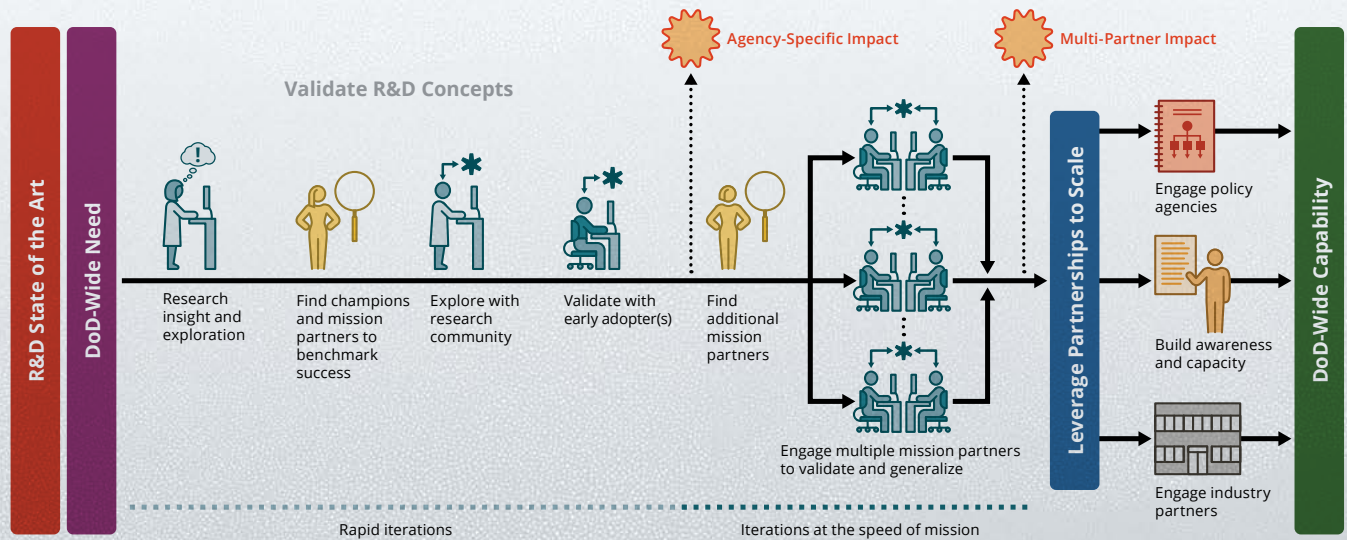 R&D State of the Art
DoD-Wide Need
Validate R&D Concepts
Agency-Specific Impact
Multi-Partner Impact
!
Research
insight and
exploration
Find champions
and mission
partners to
benchmark
success
Explore with
research
community
Validate with
early adopter(s)
Find
additional
mission
partners
Engage multiple mission partners
to validate and generalize
Rapid iterations
Iterations at the speed of mission
Leverage Partnerships to Scale
Engage policy
agencies
Build awareness
and capacity
Engage industry
partners
DoD-Wide Capability